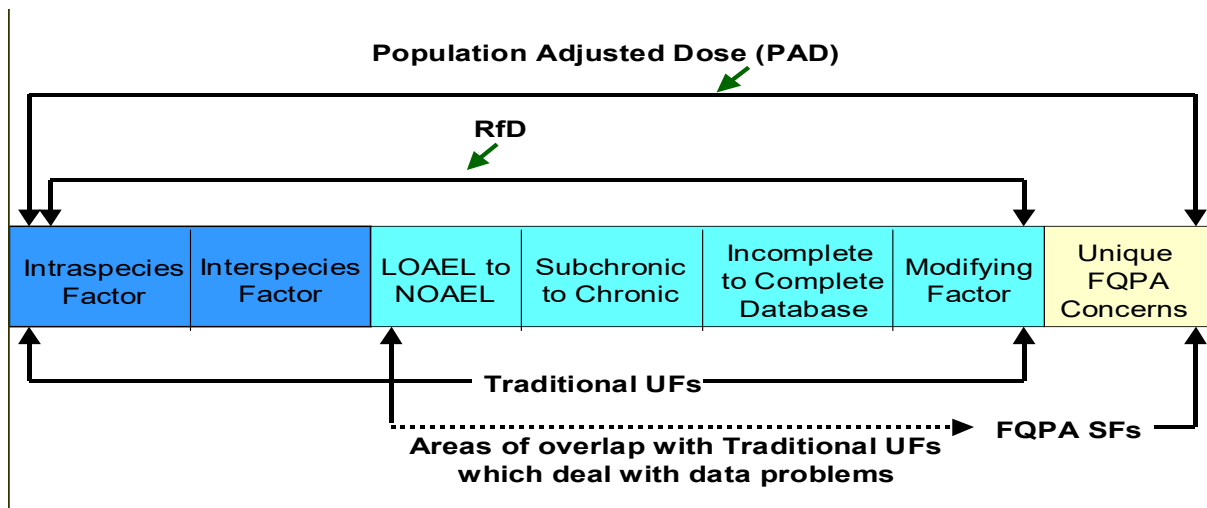 Population Adjusted Dose (PAD)
RfD
Intraspecies
Factor
Interspecies
Factor
LOAEL to
NOAEL
Subchronic
to Chronic
Incomplete
to Complete
Database
Modifying
Factor
Unique
FQPA
Concerns
Traditional UFs
Areas of overlap with Traditional UFs
which deal with data problems
FQPA SFs